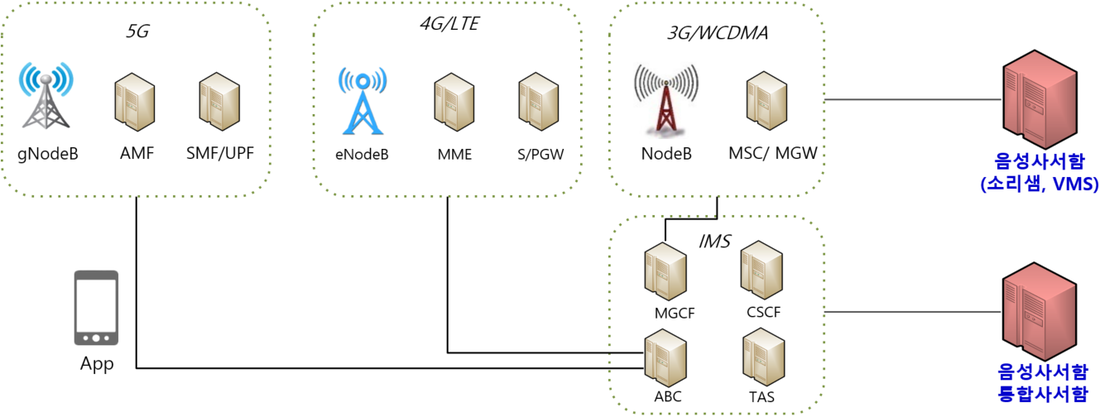 5G
4G/LTE
3G/WCDMA
gNodeB
AMF
SMF/UPF
eNodeB
MME
S/PGW
NodeB
MSC/ MGW
음성사서함
(소리샘, VMS)
IMS
MGCF
CSCF
App
ABC
TAS
음성사서함
통합사서함